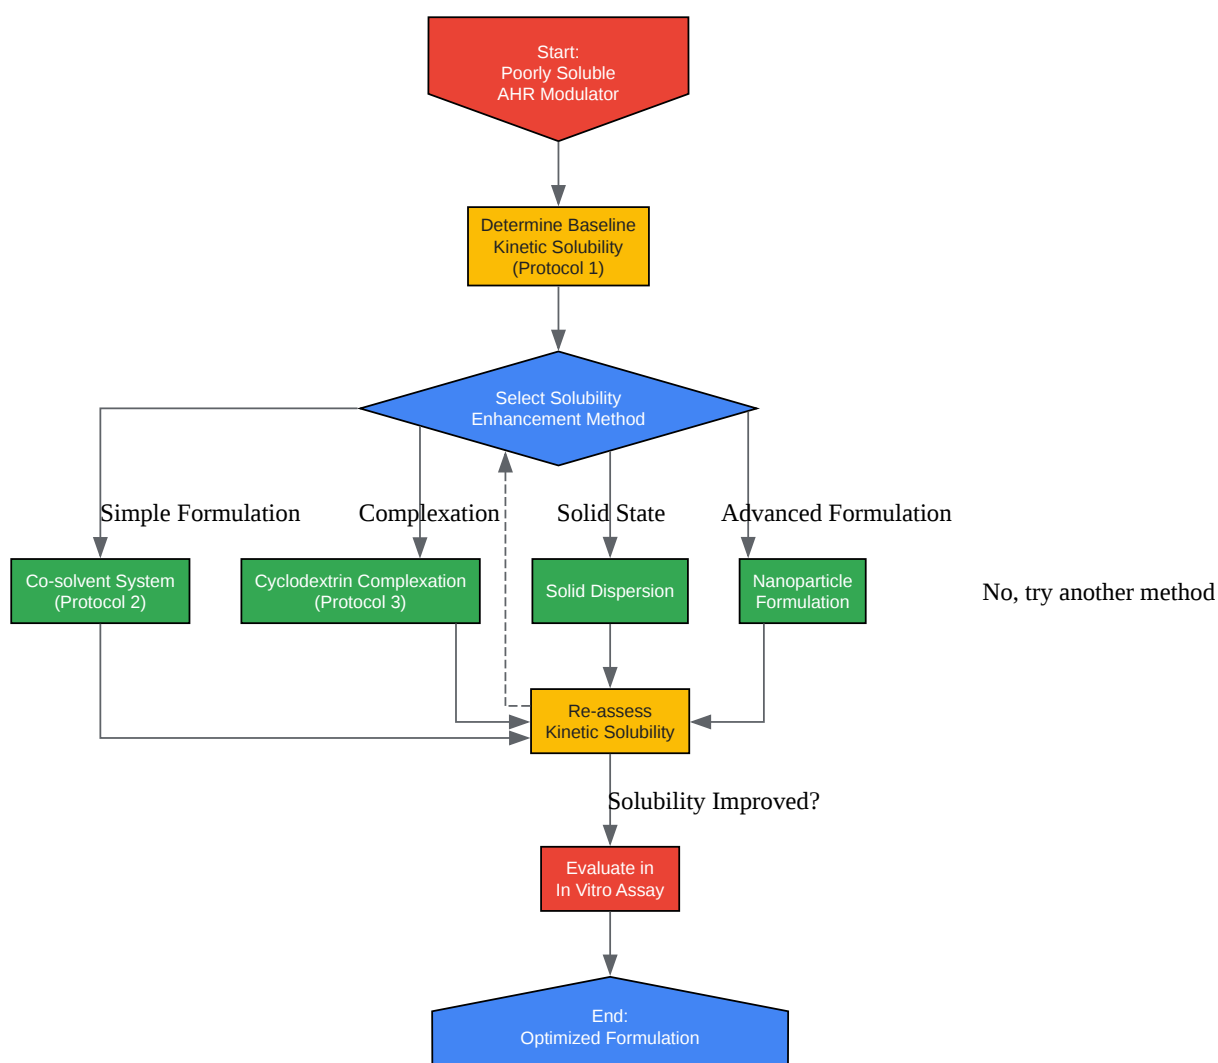 Start:
Poorly Soluble
AHR Modulator
Determine Baseline
Kinetic Solubility
(Protocol 1)
Select Solubility
Enhancement Method
Simple Formulation
Complexation
Solid State
Advanced Formulation
Co-solvent System
(Protocol 2)
Cyclodextrin Complexation
(Protocol 3)
Solid Dispersion
Nanoparticle
Formulation
No, try another method
Re-assess
Kinetic Solubility
Solubility Improved?
Evaluate in
In Vitro Assay
End:
Optimized Formulation